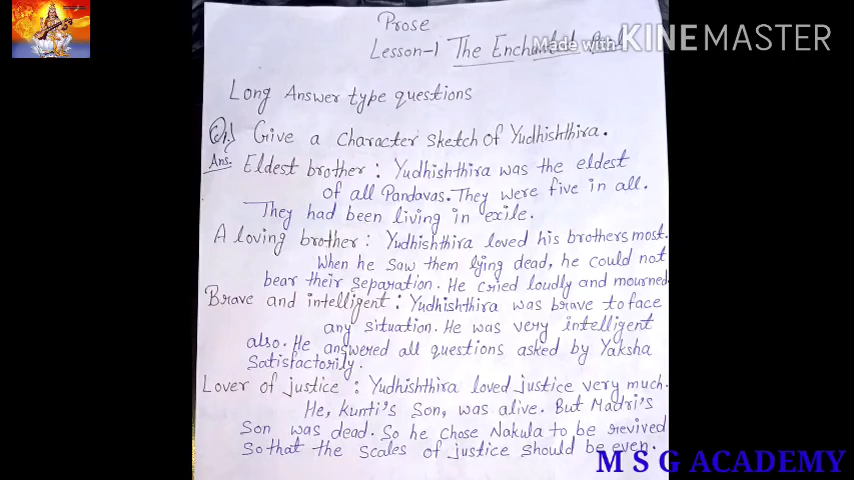 Prose
Lesson-1 The Enchanted Pool
Made with KINEMASTER
Long Answer type questions
Q1) Give a character sketch of Yudhishthira.
Ans. Eldest brother : Yudhishthira was the eldest
of all Pandavas. They were five in all.
They had been living in exile.
A loving brother : Yudhishthira loved his brothers most.
When he saw them lying dead, he could not
bear their separation. He cried loudly and mourned
Brave and intelligent : Yudhishthira was brave to face
any situation. He was very intelligent
also. He answered all questions asked by Yaksha
Satisfactorily.
Lover of justice : Yudhishthira loved justice very much.
He, Kunti's Son, was alive. But Madri's
Son was dead. So he chose Nakula to be revived
So that the scales of justice should be even.
M S G ACADEMY